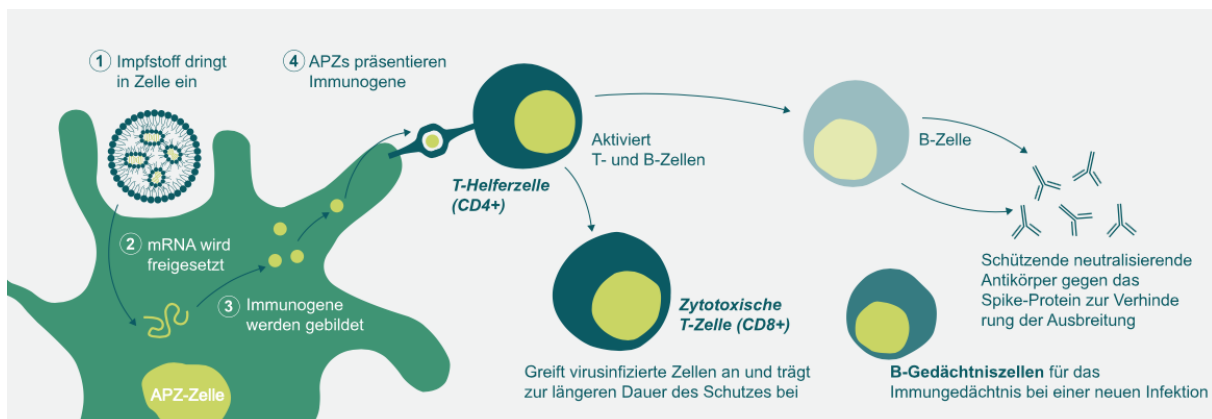 1 Impfstoff dringt
in Zelle ein
2 mRNA wird
freigesetzt
3 Immunogene
werden gebildet
APZ-Zelle
4 APZs präsentieren
Immunogene
T-Helferzelle
(CD4+)
Aktiviert
T- und B-Zellen
Zytotoxische
T-Zelle (CD8+)
Greift virusinfizierte Zellen an und trägt
zur längeren Dauer des Schutzes bei
B-Zelle
Schützende neutralisierende
Antikörper gegen das
Spike-Protein zur Verhinde
rung der Ausbreitung
B-Gedächtniszellen für das
Immungedächtnis bei einer neuen Infektion